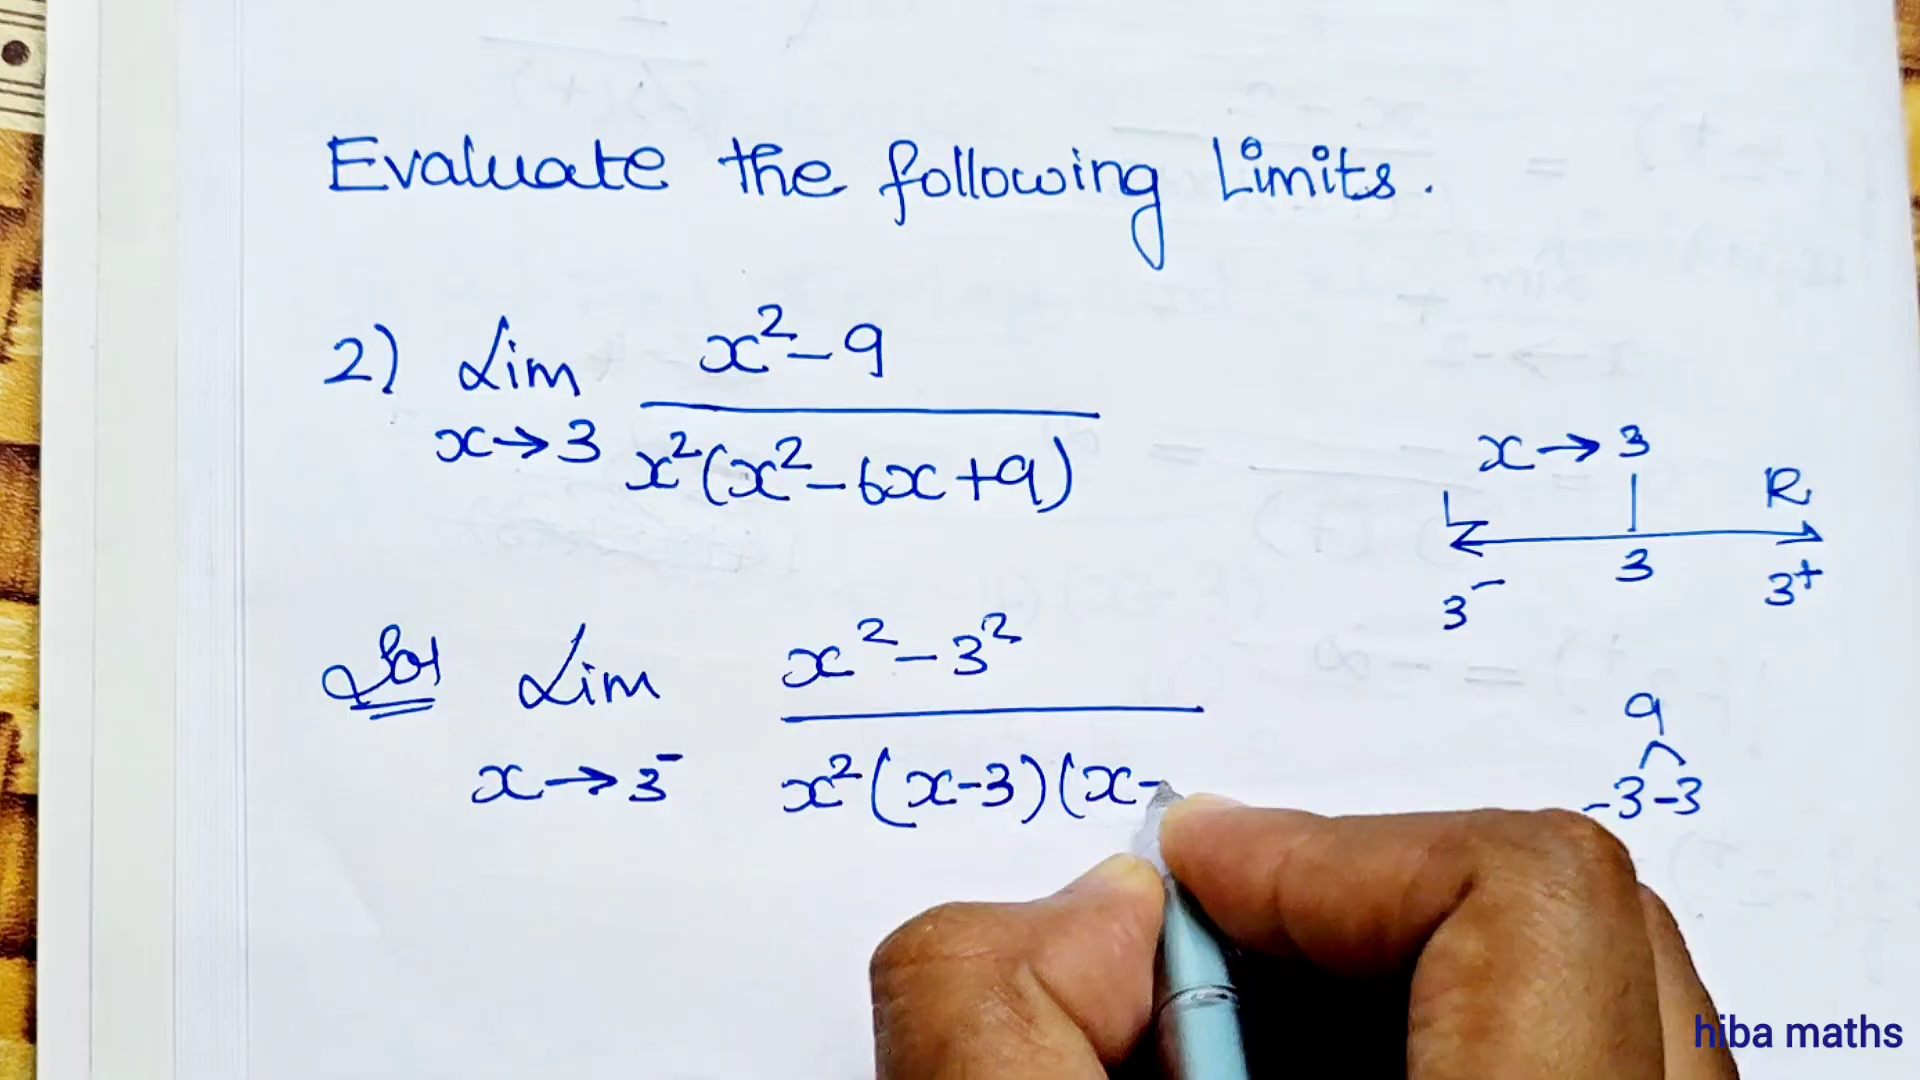 Evaluate the following Limits.
2) Lim x→3 x²-9 / x²(x²-6x+9)
x→3
L R
3⁻ 3 3⁺
Sol Lim x→3⁻ x²-3² / x²(x-3)(x-
9
-3 -3
hiba maths